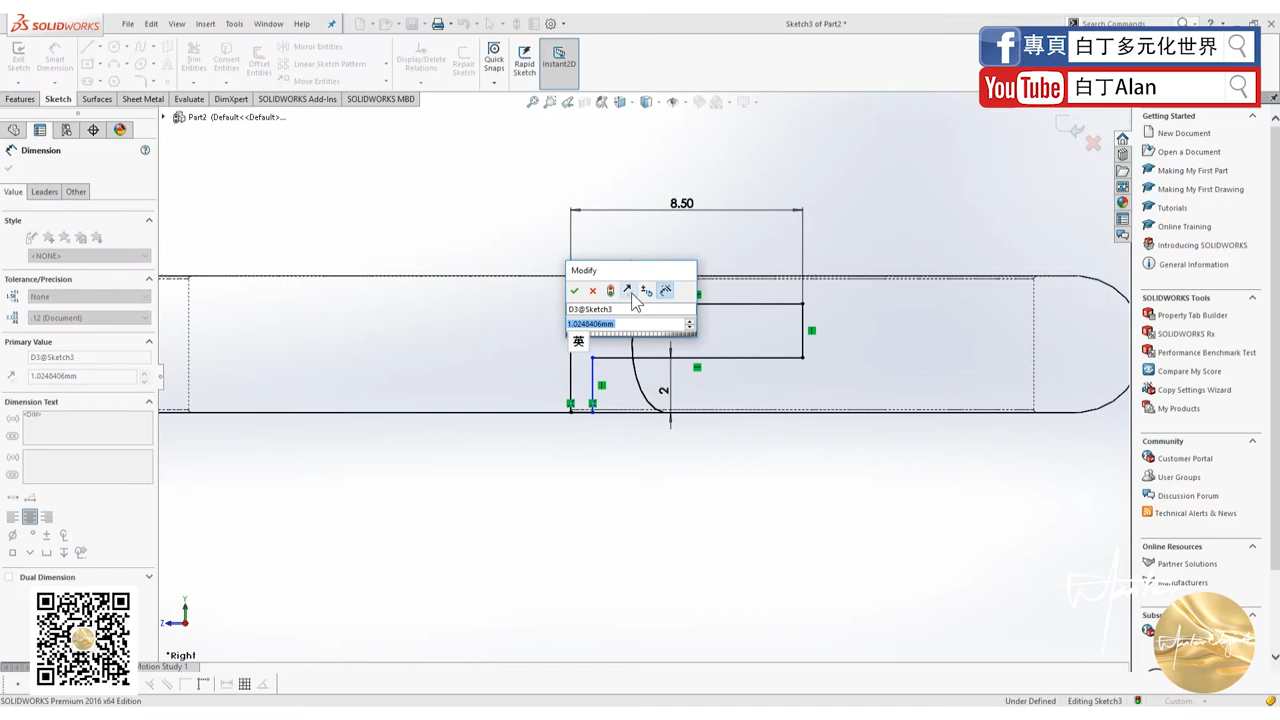 SOLIDWORKS
File Edit View Insert Tools Window Help
Sketch3 of Part2 *
Search Commands
專頁 白丁多元化世界
YouTube 白丁Alan
Exit Sketch
Smart Dimension
Trim Entities
Convert Entities
Offset Entities
Mirror Entities
Linear Sketch Pattern
Move Entities
Display/Delete Relations
Repair Sketch
Quick Snaps
Rapid Sketch
Instant2D
Features Sketch Surfaces Sheet Metal Evaluate DimXpert SOLIDWORKS Add-Ins SOLIDWORKS MBD
Part2 (Default<<Default>...
Dimension
Value Leaders Other
Style
<NONE>
Tolerance/Precision
None
.12 (Document)
Primary Value
D3@Sketch3
1.0248406mm
Dimension Text
<DIM>
Dual Dimension
8.50
Modify
D3@Sketch3
1.0248406mm
英
2
Y
Z
*Right
Getting Started
New Document
Open a Document
Making My First Part
Making My First Drawing
Tutorials
Online Training
Introducing SOLIDWORKS
General Information
SOLIDWORKS Tools
Property Tab Builder
SOLIDWORKS Rx
Performance Benchmark Test
Compare My Score
Copy Settings Wizard
My Products
Community
Customer Portal
User Groups
Discussion Forum
Technical Alerts & News
Online Resources
Partner Solutions
Manufacturers
Motion Study 1
SOLIDWORKS Premium 2016 x64 Edition
Under Defined Editing Sketch3 Custom